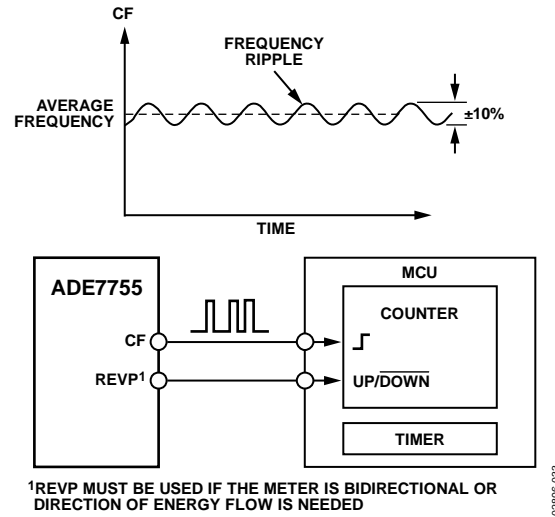 CF
FREQUENCY
RIPPLE
AVERAGE
FREQUENCY
±10%
TIME
ADE7755
CF
REVP¹
MCU
COUNTER
UP/DOWN
TIMER
¹REVP MUST BE USED IF THE METER IS BIDIRECTIONAL OR
DIRECTION OF ENERGY FLOW IS NEEDED